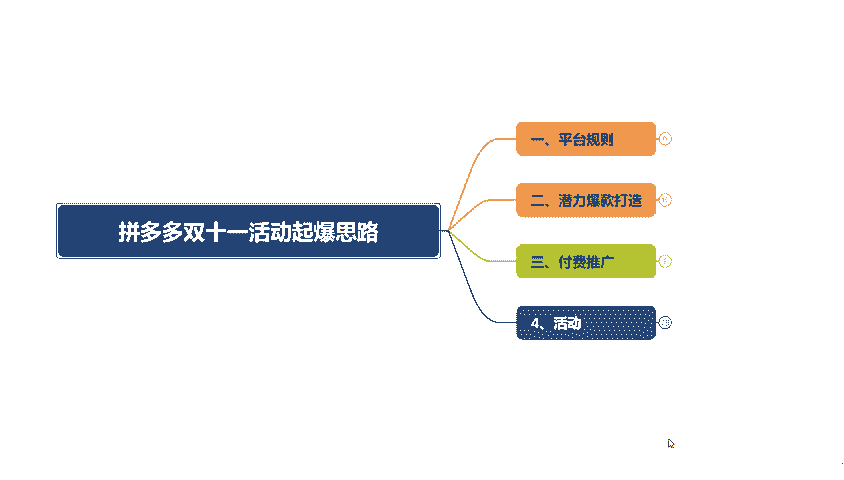 拼多多双十一活动起爆思路
一、平台规则
二、潜力爆款打造
三、付费推广
4、活动